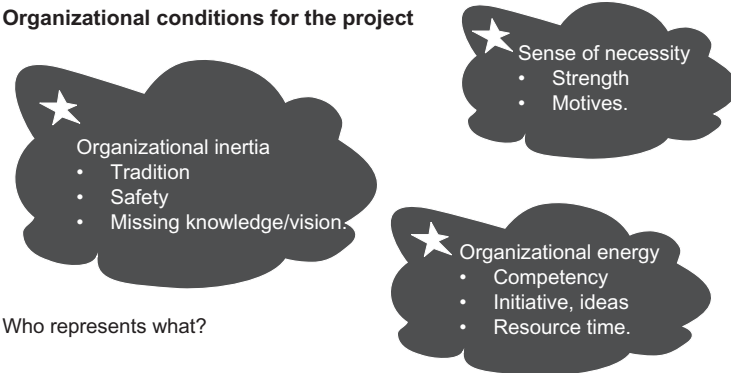 Organizational conditions for the project
Sense of necessity
• Strength
• Motives.
Organizational inertia
• Tradition
• Safety
• Missing knowledge/vision.
Organizational energy
• Competency
• Initiative, ideas
• Resource time.
Who represents what?